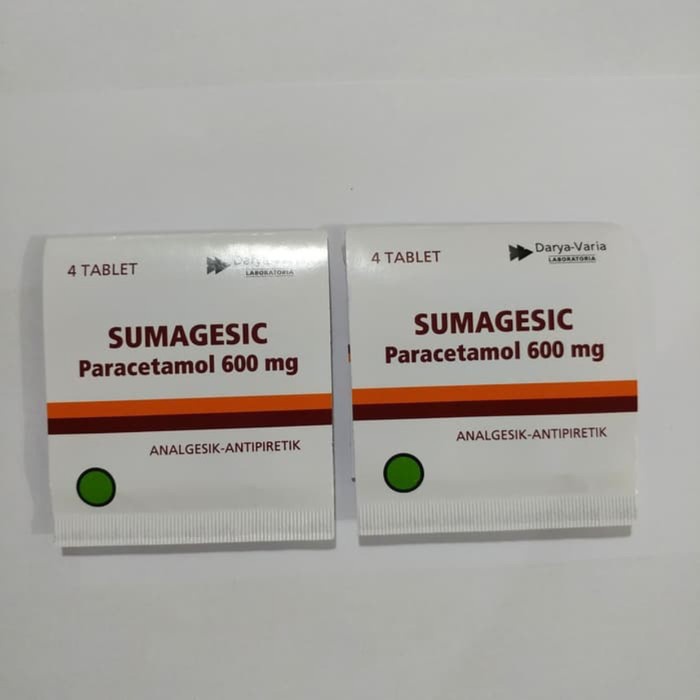 4 TABLET
LABORATORIA
SUMAGESIC
Paracetamol 600 mg
ANALGESIK-ANTIPIRETIK
4 TABLET
Darya-Varia
LABORATORIA
SUMAGESIC
Paracetamol 600 mg
ANALGESIK-ANTIPIRETIK